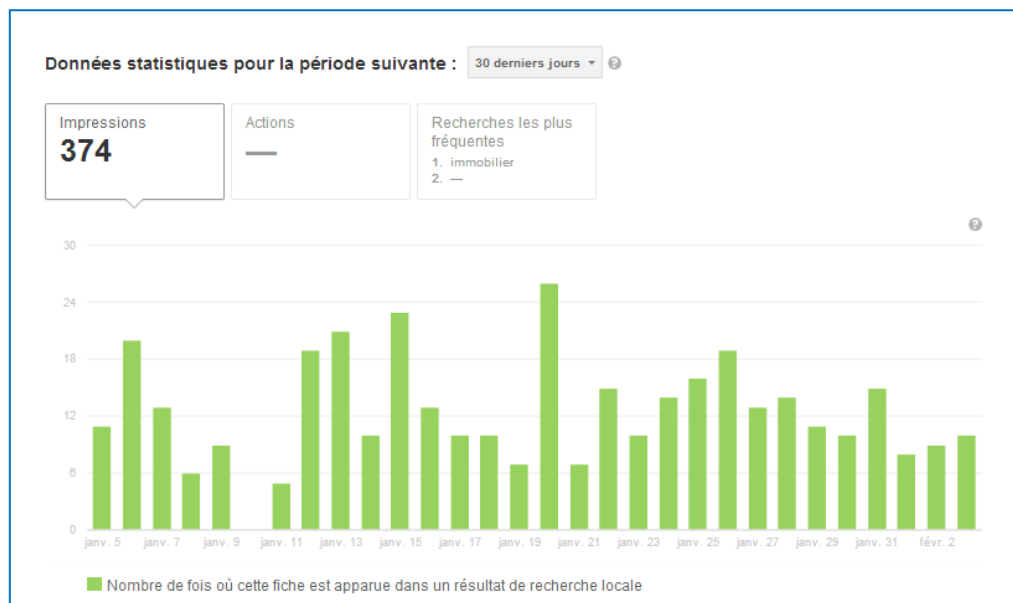 Données statistiques pour la période suivante : 30 derniers jours
Impressions
374
Actions
—
Recherches les plus
fréquentes
1. immobilier
2. —
30
24
18
12
6
0
janv. 5 janv. 7 janv. 9 janv. 11 janv. 13 janv. 15 janv. 17 janv. 19 janv. 21 janv. 23 janv. 25 janv. 27 janv. 29 janv. 31 févr. 2
Nombre de fois où cette fiche est apparue dans un résultat de recherche locale